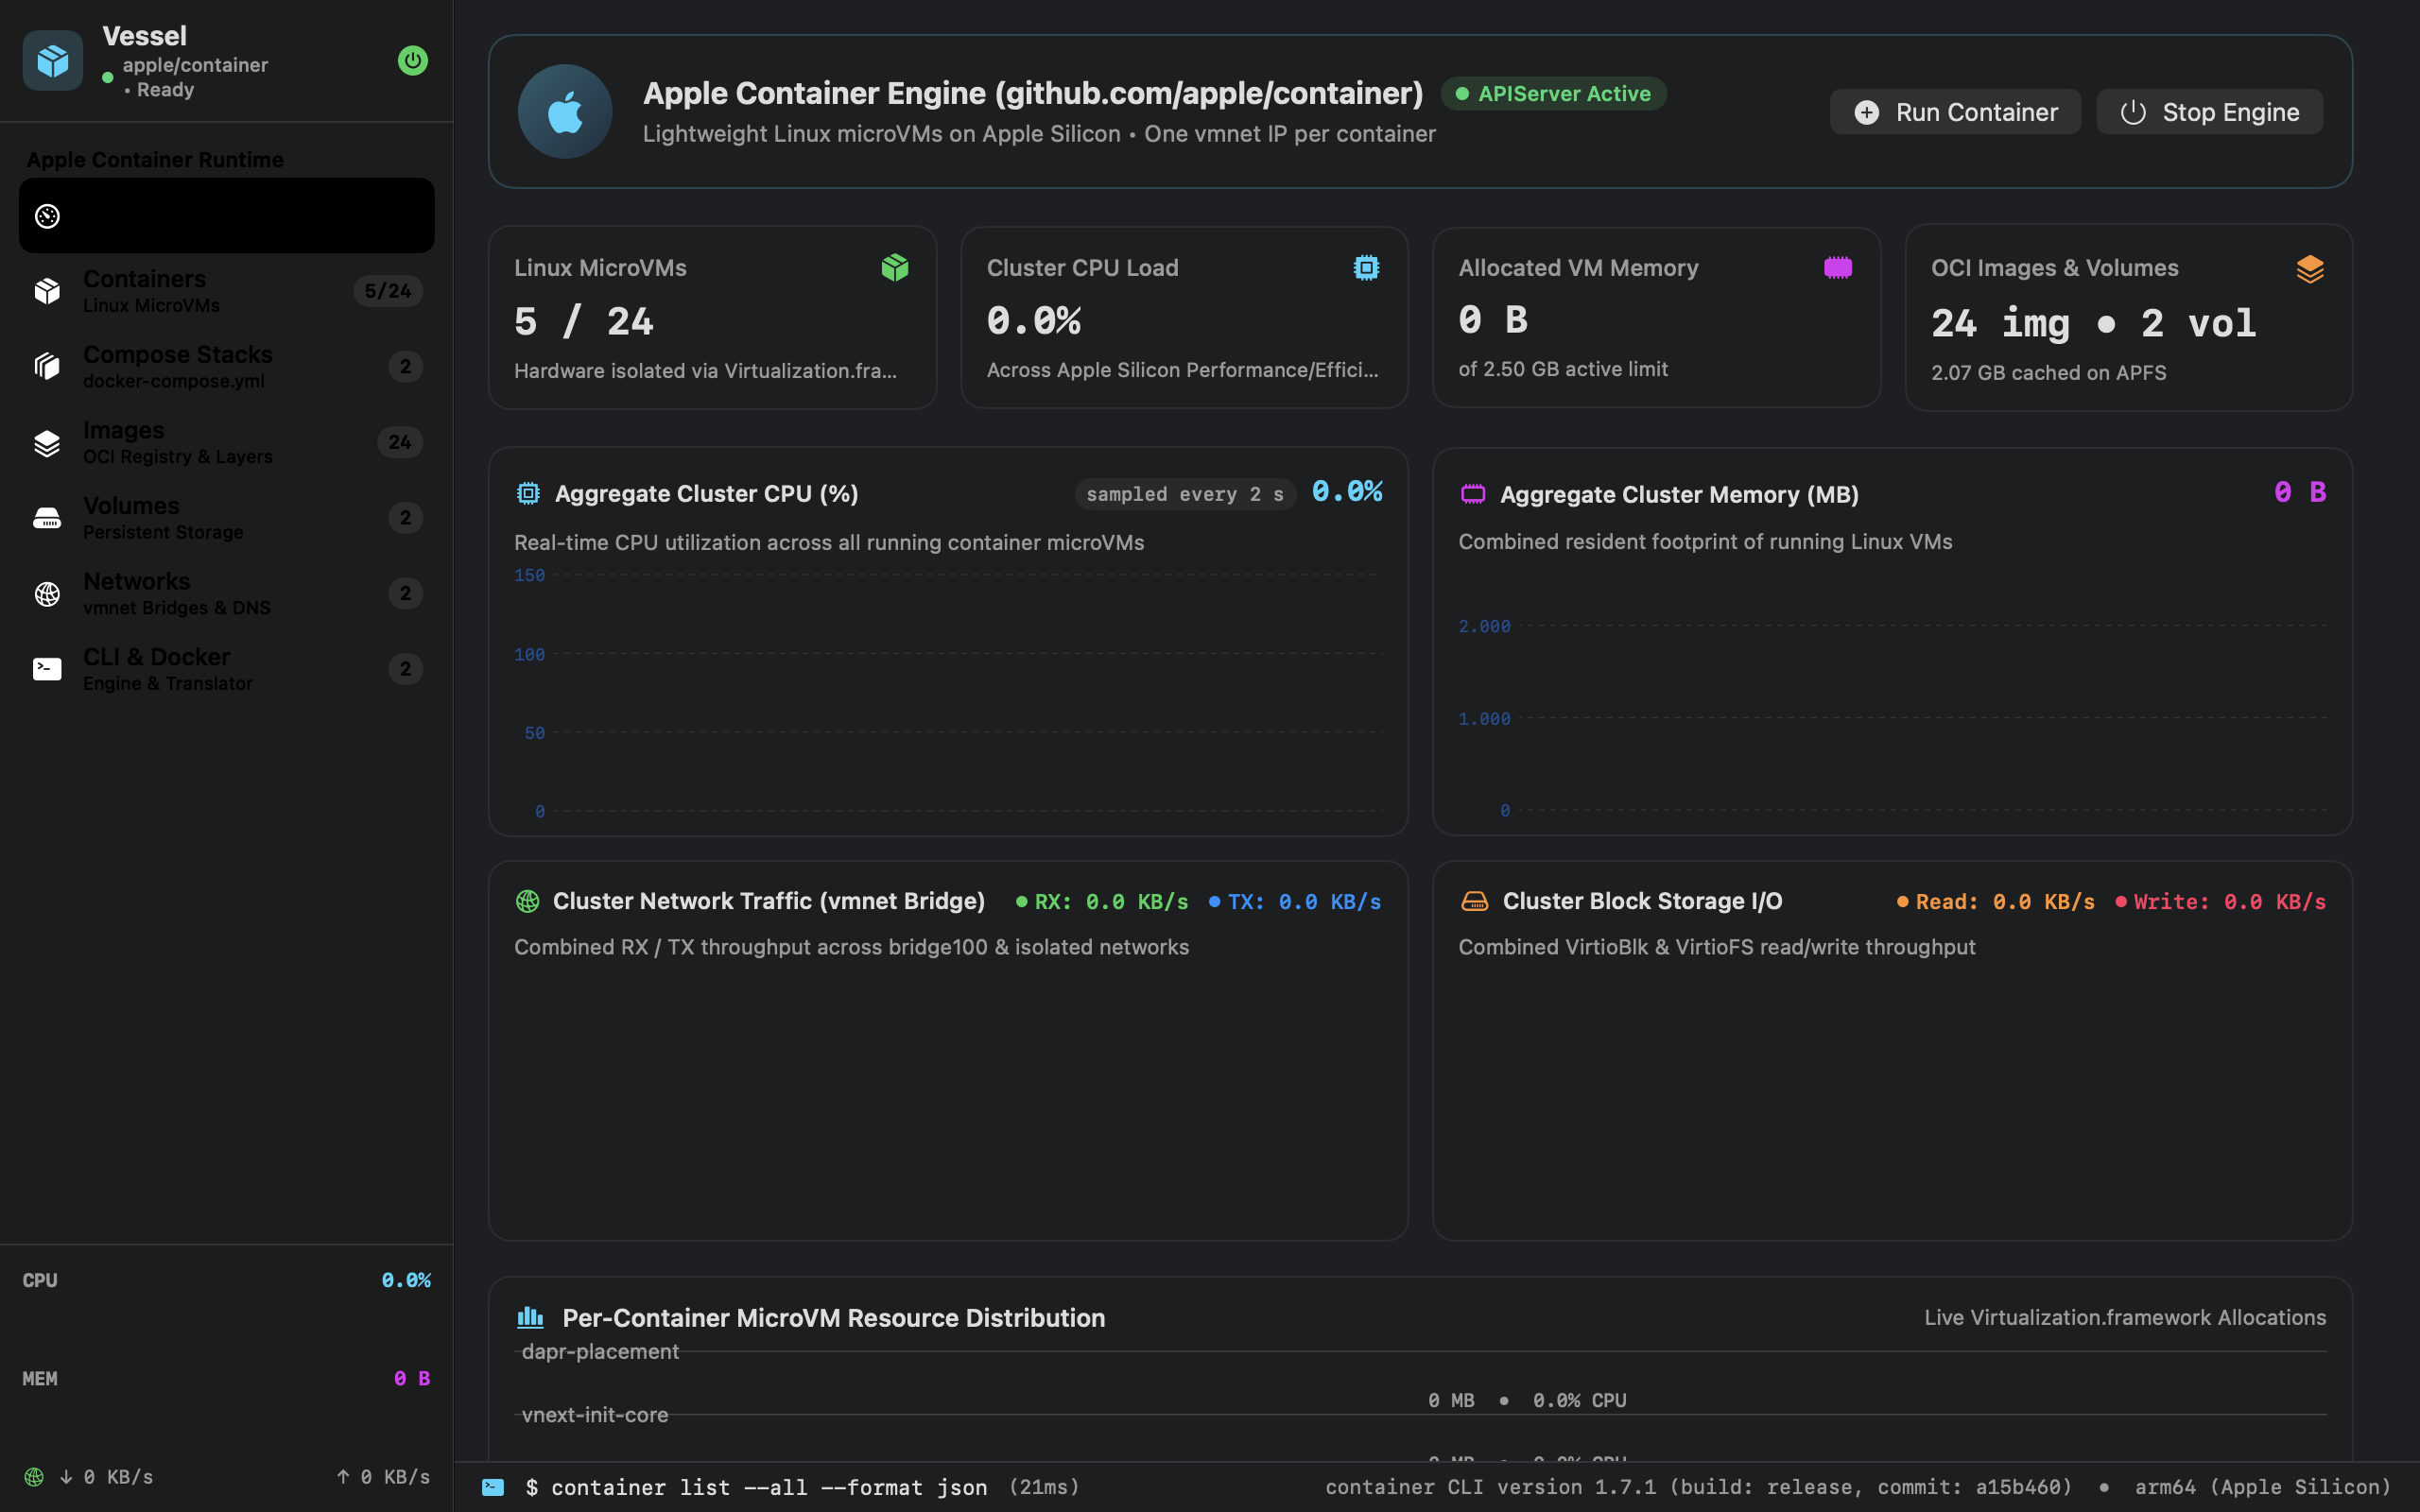 Vessel
apple/container
• Ready
Apple Container Runtime
Containers
Linux MicroVMs
5/24
Compose Stacks
docker-compose.yml
2
Images
OCI Registry & Layers
24
Volumes
Persistent Storage
2
Networks
vmnet Bridges & DNS
2
CLI & Docker
Engine & Translator
2
CPU 0.0%
MEM 0 B
↓ 0 KB/s ↑ 0 KB/s
Apple Container Engine (github.com/apple/container) APIServer Active
Lightweight Linux microVMs on Apple Silicon • One vmnet IP per container
Run Container
Stop Engine
Linux MicroVMs
5 / 24
Hardware isolated via Virtualization.fra...
Cluster CPU Load
0.0%
Across Apple Silicon Performance/Effici...
Allocated VM Memory
0 B
of 2.50 GB active limit
OCI Images & Volumes
24 img • 2 vol
2.07 GB cached on APFS
Aggregate Cluster CPU (%) sampled every 2 s 0.0%
Real-time CPU utilization across all running container microVMs
150
100
50
0
Aggregate Cluster Memory (MB) 0 B
Combined resident footprint of running Linux VMs
2.000
1.000
0
Cluster Network Traffic (vmnet Bridge) RX: 0.0 KB/s TX: 0.0 KB/s
Combined RX / TX throughput across bridge100 & isolated networks
Cluster Block Storage I/O Read: 0.0 KB/s Write: 0.0 KB/s
Combined VirtioBlk & VirtioFS read/write throughput
Per-Container MicroVM Resource Distribution Live Virtualization.framework Allocations
dapr-placement
0 MB • 0.0% CPU
vnext-init-core
0 MB • 0.0% CPU
$ container list --all --format json (21ms)
container CLI version 1.7.1 (build: release, commit: a15b460) • arm64 (Apple Silicon)